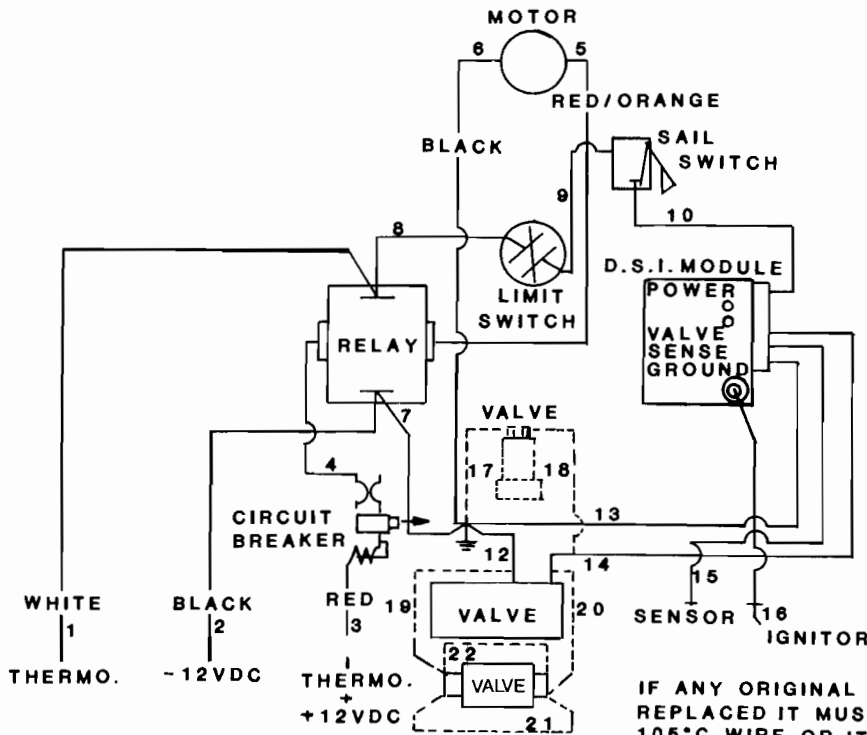 MOTOR
6
5
RED/ORANGE
BLACK
SAIL
SWITCH
9
10
8
D.S.I. MODULE
LIMIT
SWITCH
POWER
VALVE
SENSE
GROUND
RELAY
7
VALVE
4
17
18
13
CIRCUIT
BREAKER
12
14
15
WHITE
1
BLACK
2
RED
3
19
VALVE
20
SENSOR
16
IGNITOR
22
THERMO.
-12VDC
THERMO.
+
+12VDC
VALVE
21
IF ANY ORIGINAL
REPLACED IT MUS
105°C WIRE OR IT